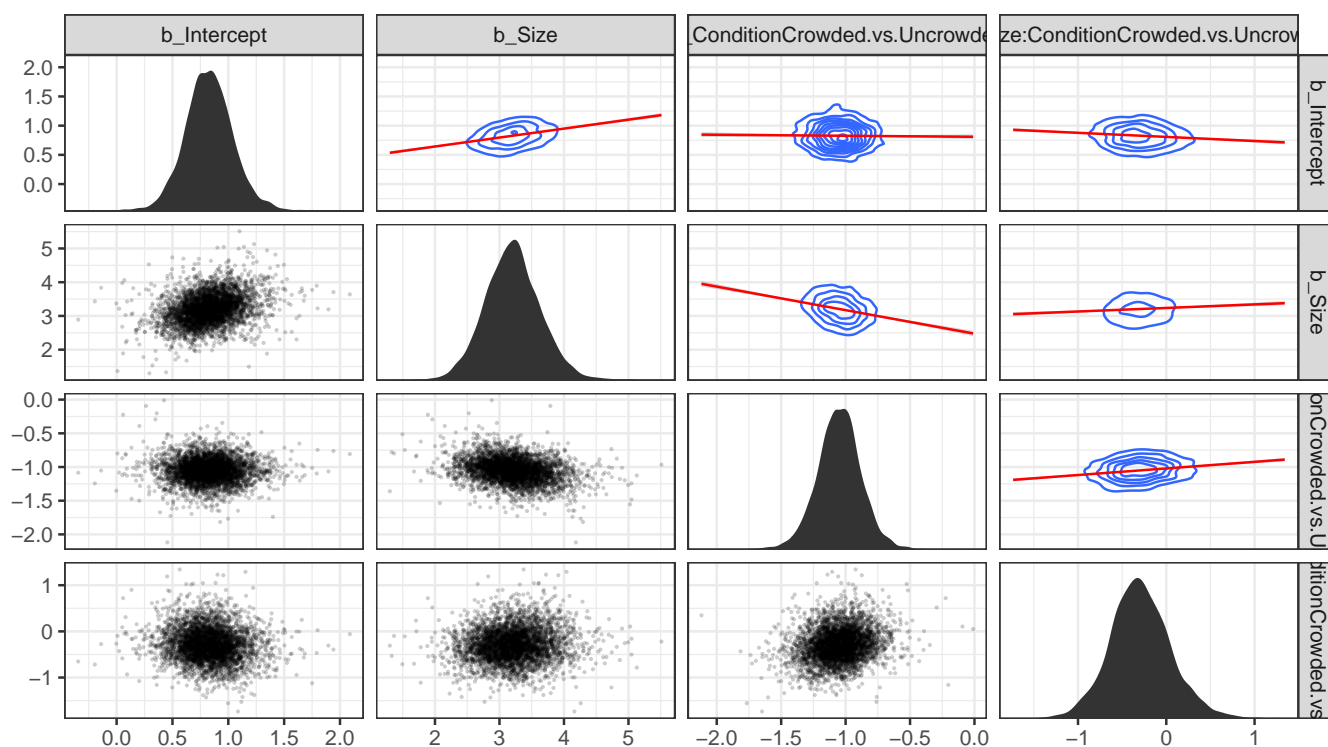 b_Intercept b_Size _ConditionCrowded.vs.Uncrowde ze:ConditionCrowded.vs.Uncrow
2.0
1.5
1.0
0.5
0.0
b_Intercept
5
4
3
2
b_Size
0.0
−0.5
−1.0
−1.5
−2.0
onCrowded.vs.U
1
0
−1
ditionCrowded.vs
0.0 0.5 1.0 1.5 2.0 2 3 4 5 −2.0 −1.5 −1.0 −0.5 0.0 −1 0 1